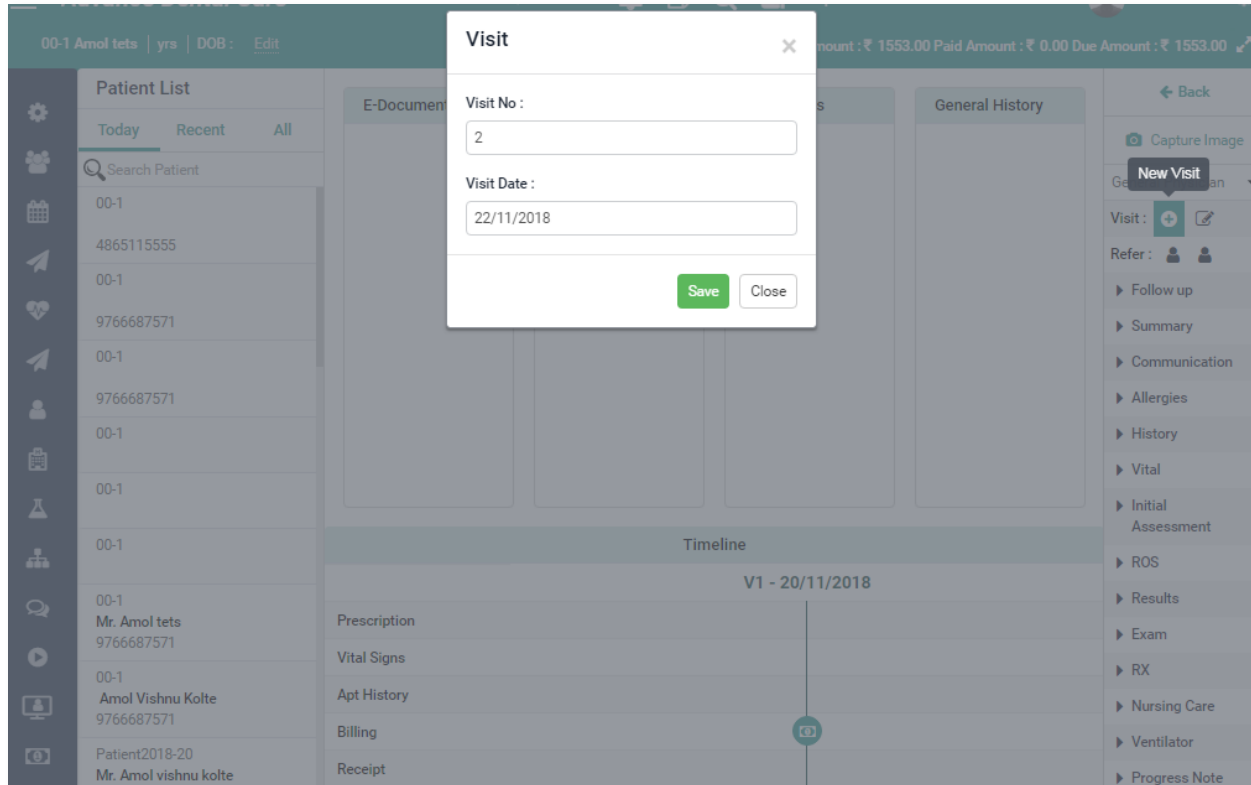 00-1 Amol tets | yrs | DOB : Edit
mount : ₹ 1553.00 Paid Amount : ₹ 0.00 Due Amount : ₹ 1553.00
Visit ×
Visit No :
2
Visit Date :
22/11/2018
Save Close
Patient List
Today Recent All
Search Patient
00-1
4865115555
00-1
9766687571
00-1
9766687571
00-1
00-1
00-1
00-1
Mr. Amol tets
9766687571
00-1
Amol Vishnu Kolte
9766687571
Patient2018-20
Mr. Amol vishnu kolte
E-Documen
s
General History
Timeline
V1 - 20/11/2018
Prescription
Vital Signs
Apt History
Billing
Receipt
Back
Capture Image
New Visit
Ge
an
Visit :
Refer :
Follow up
Summary
Communication
Allergies
History
Vital
Initial
Assessment
ROS
Results
Exam
RX
Nursing Care
Ventilator
Progress Note